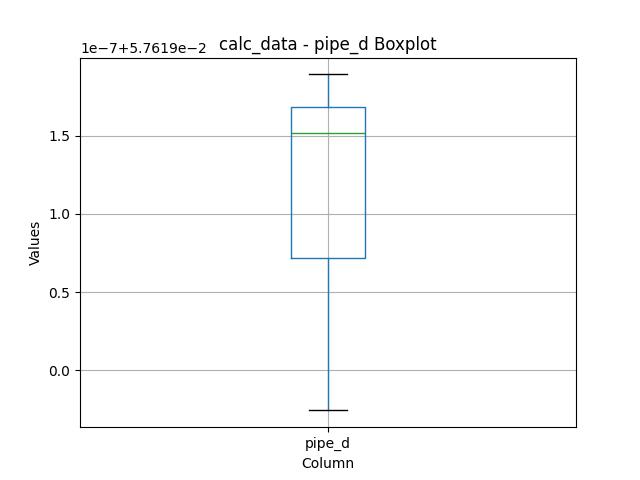 calc_data - pipe_d Boxplot
1e−7+5.7619e−2
1.5
1.0
0.5
0.0
Values
pipe_d
Column